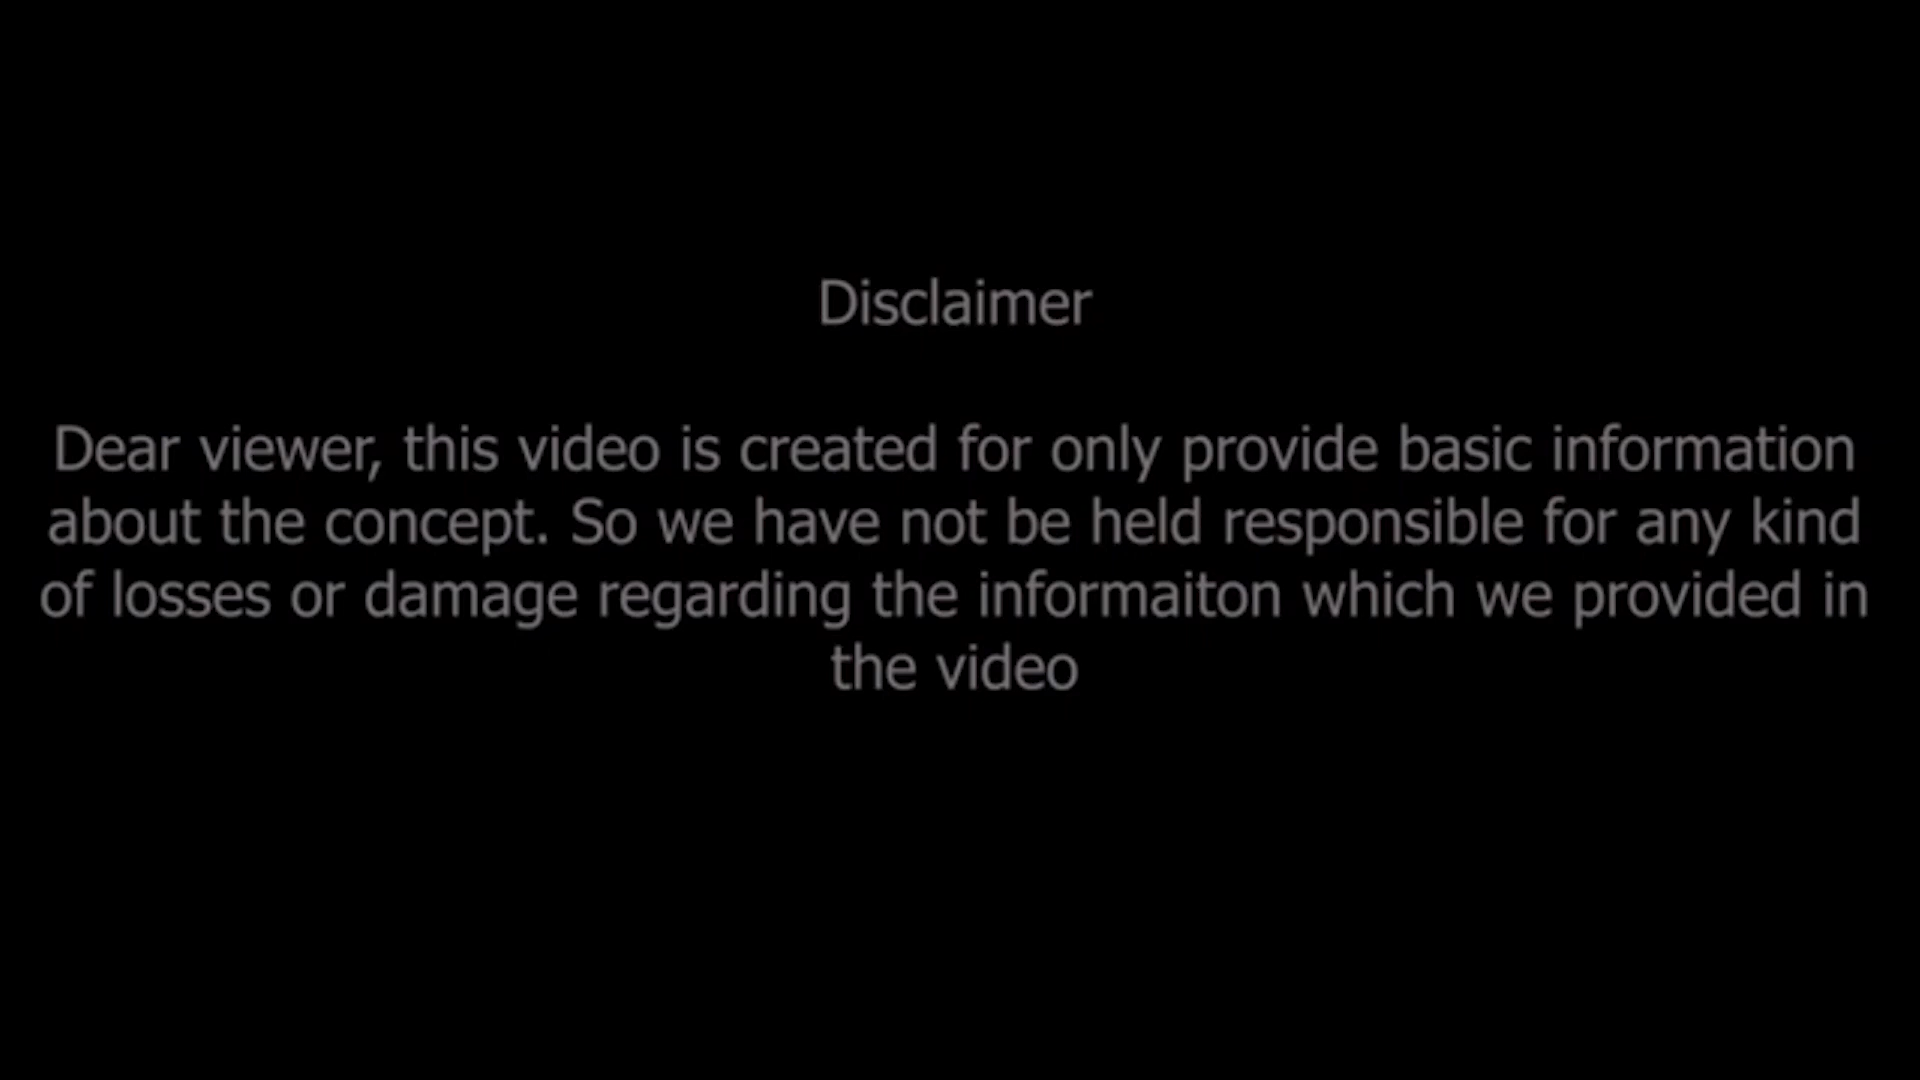 Disclaimer
Dear viewer, this video is created for only provide basic information
about the concept. So we have not be held responsible for any kind
of losses or damage regarding the informaiton which we provided in
the video